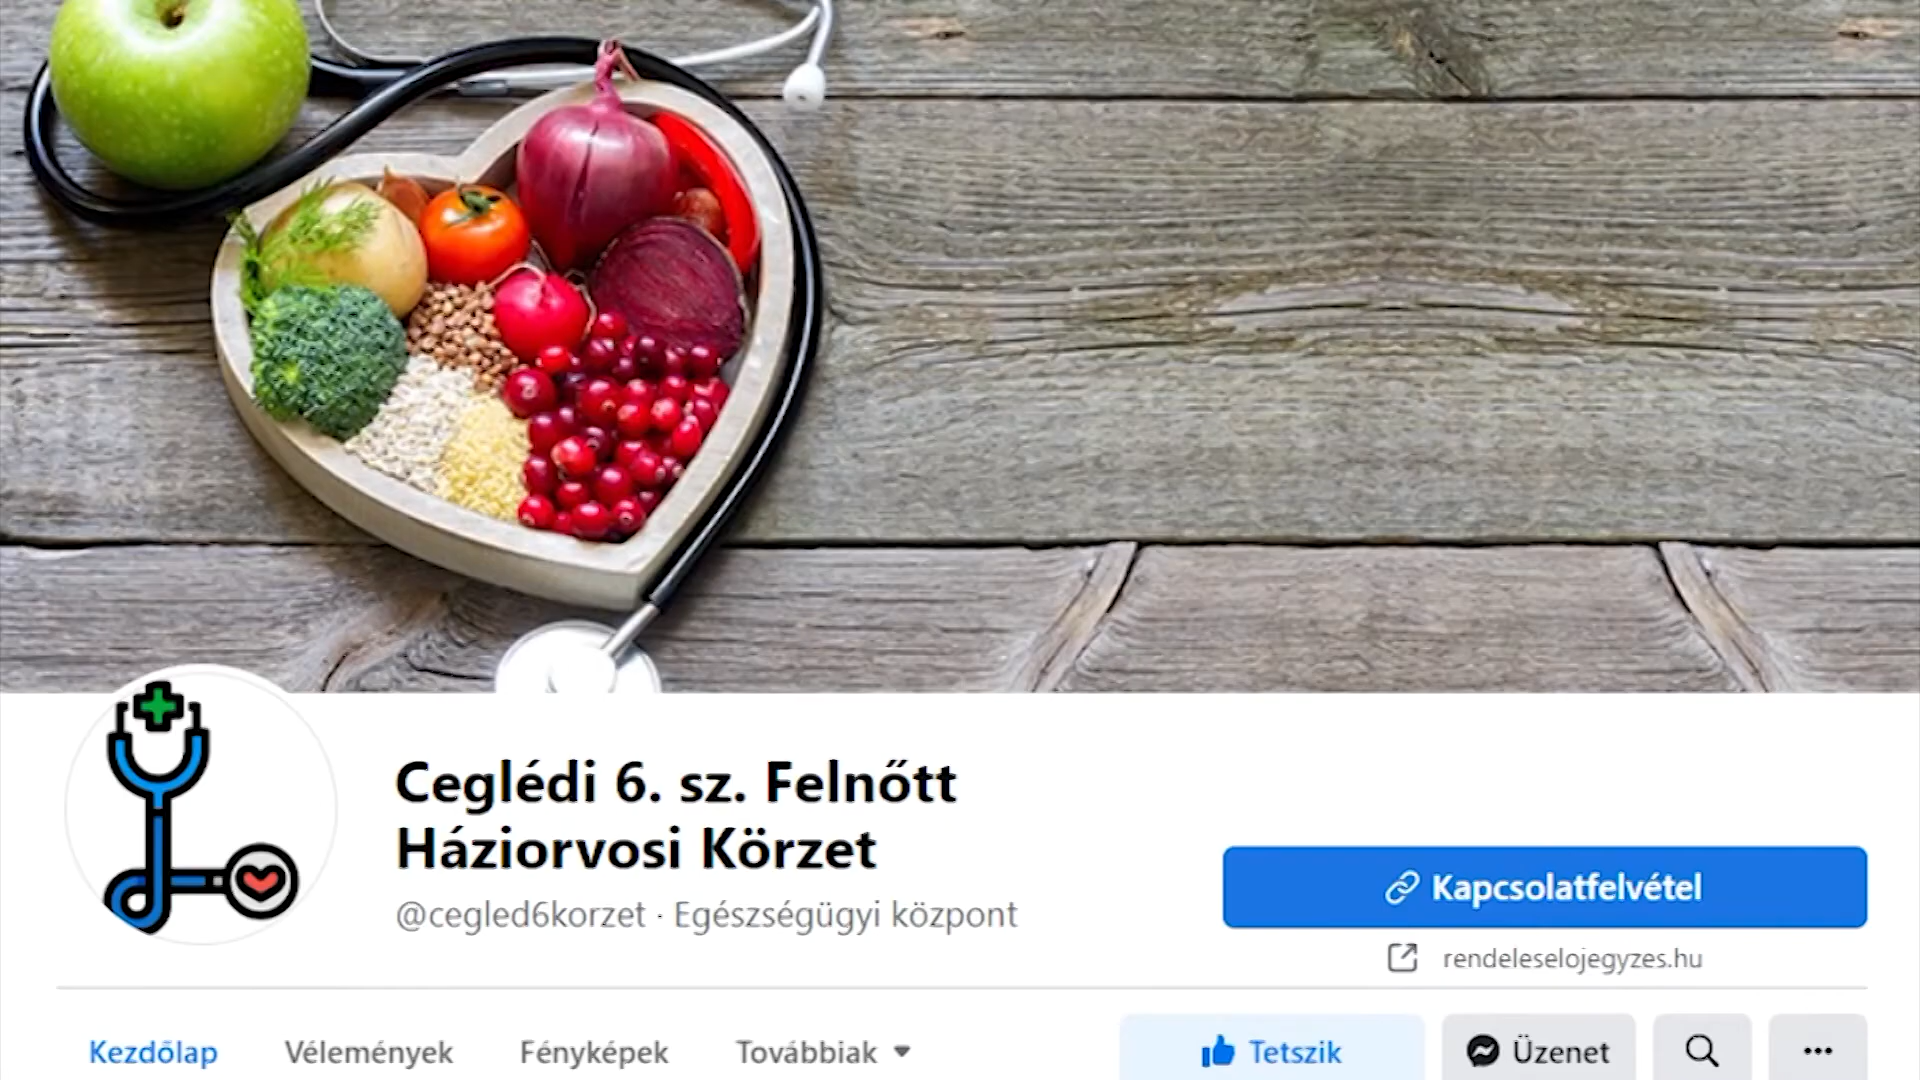 Ceglédi 6. sz. Felnőtt
Háziorvosi Körzet
@cegled6korzet · Egészségügyi központ
Kapcsolatfelvétel
rendeleselojegyzes.hu
Kezdőlap Vélemények Fényképek Továbbiak Tetszik Üzenet